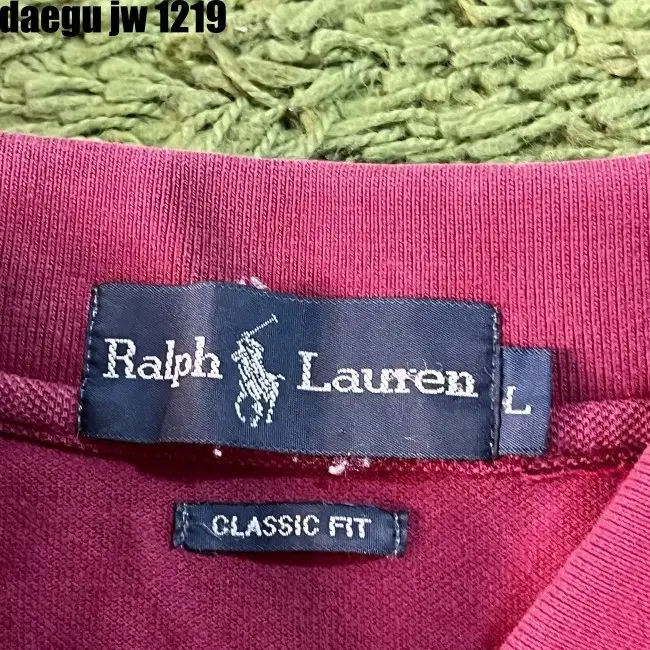 daegu jw 1219
Ralph Lauren
L
CLASSIC FIT